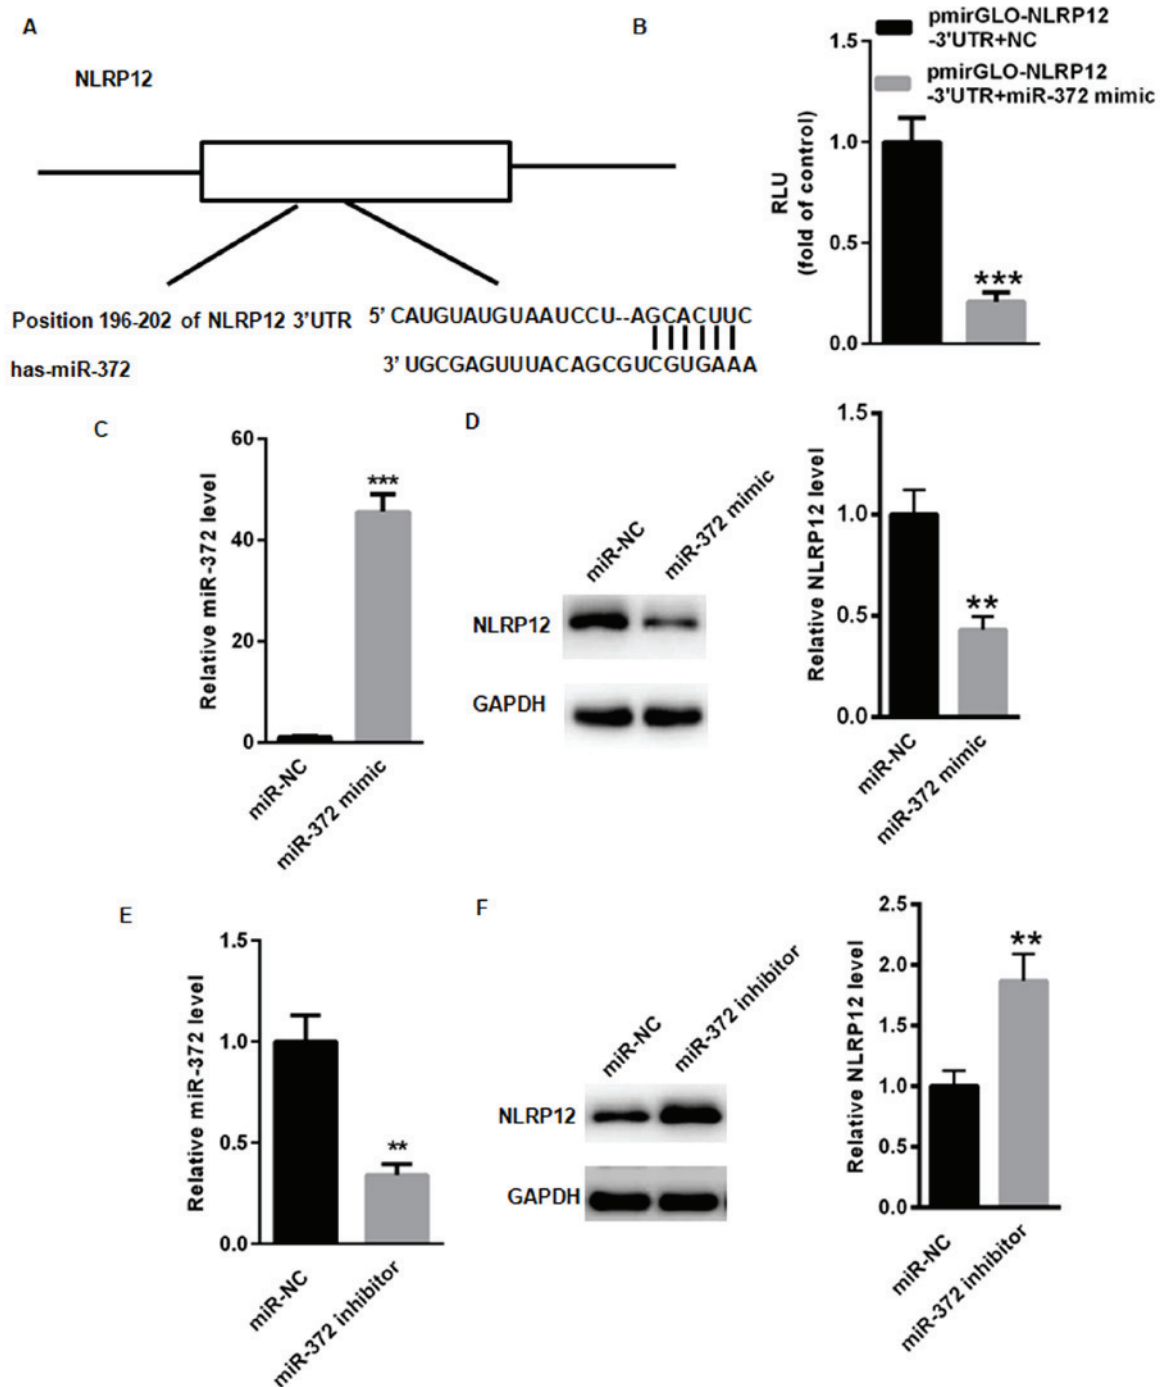 A
NLRP12
Position 196-202 of NLRP12 3'UTR
5' CAUGUAUGUAAUCCU--AGCACUUC
has-miR-372
3' UGCGAGUUUACAGCGUCGUGAAA
B
pmirGLO-NLRP12
-3'UTR+NC
pmirGLO-NLRP12
-3'UTR+miR-372 mimic
RLU
(fold of control)
1.5
1.0
0.5
0.0
***
C
Relative miR-372 level
60
40
20
0
***
miR-NC
miR-372 mimic
D
miR-NC
miR-372 mimic
NLRP12
GAPDH
Relative NLRP12 level
1.5
1.0
0.5
0.0
**
miR-NC
miR-372 mimic
E
Relative miR-372 level
1.5
1.0
0.5
0.0
**
miR-NC
miR-372 inhibitor
F
miR-NC
miR-372 inhibitor
NLRP12
GAPDH
Relative NLRP12 level
2.5
2.0
1.5
1.0
0.5
0.0
**
miR-NC
miR-372 inhibitor